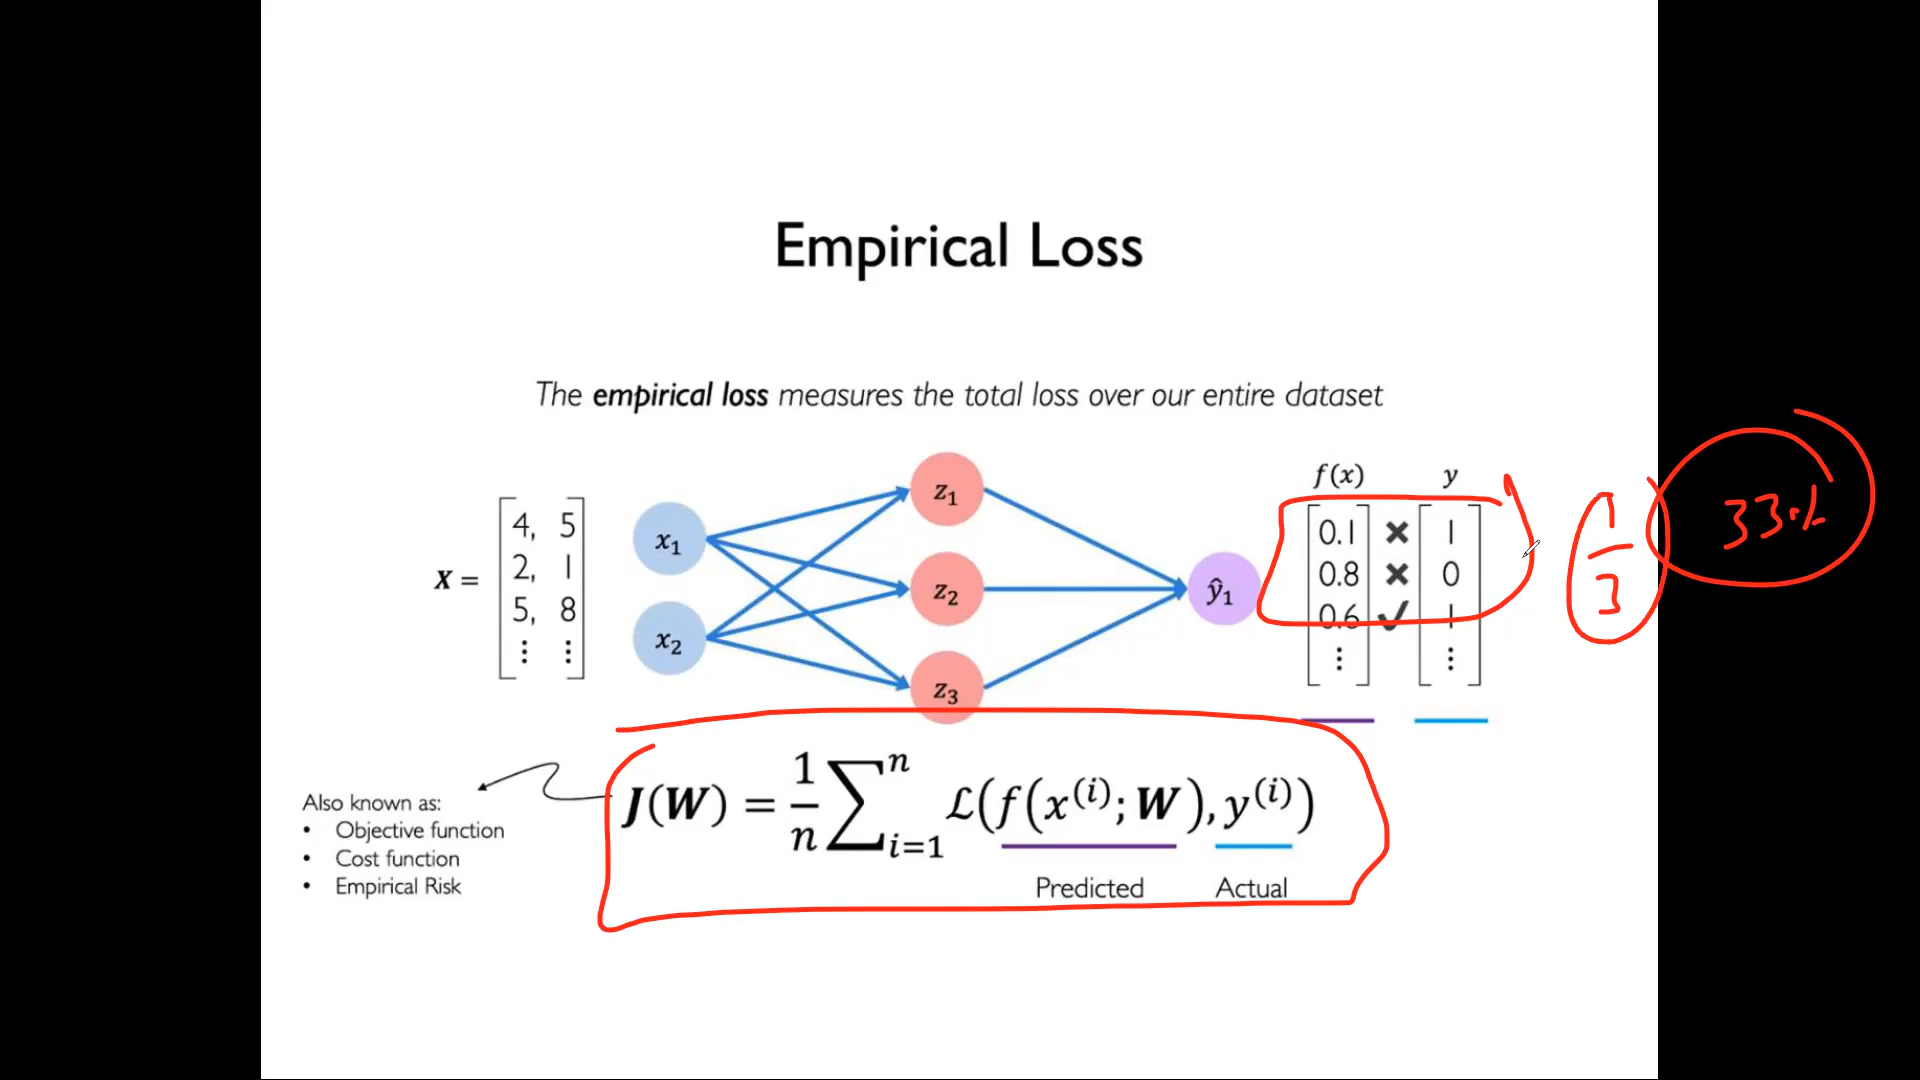 Empirical Loss
The empirical loss measures the total loss over our entire dataset
f(x) y
X = [4, 5
2, 1
5, 8
⋮ ⋮]
x₁
x₂
z₁
z₂
z₃
ŷ₁
[0.1 ✖ 1
0.8 ✖ 0
0.6 ✔ 1
⋮ ⋮]
1
3
33%
J(W) = 1/n ∑ⁿᵢ₌₁ ℒ(f(x⁽ⁱ⁾; W), y⁽ⁱ⁾)
Predicted Actual
Also known as:
• Objective function
• Cost function
• Empirical Risk